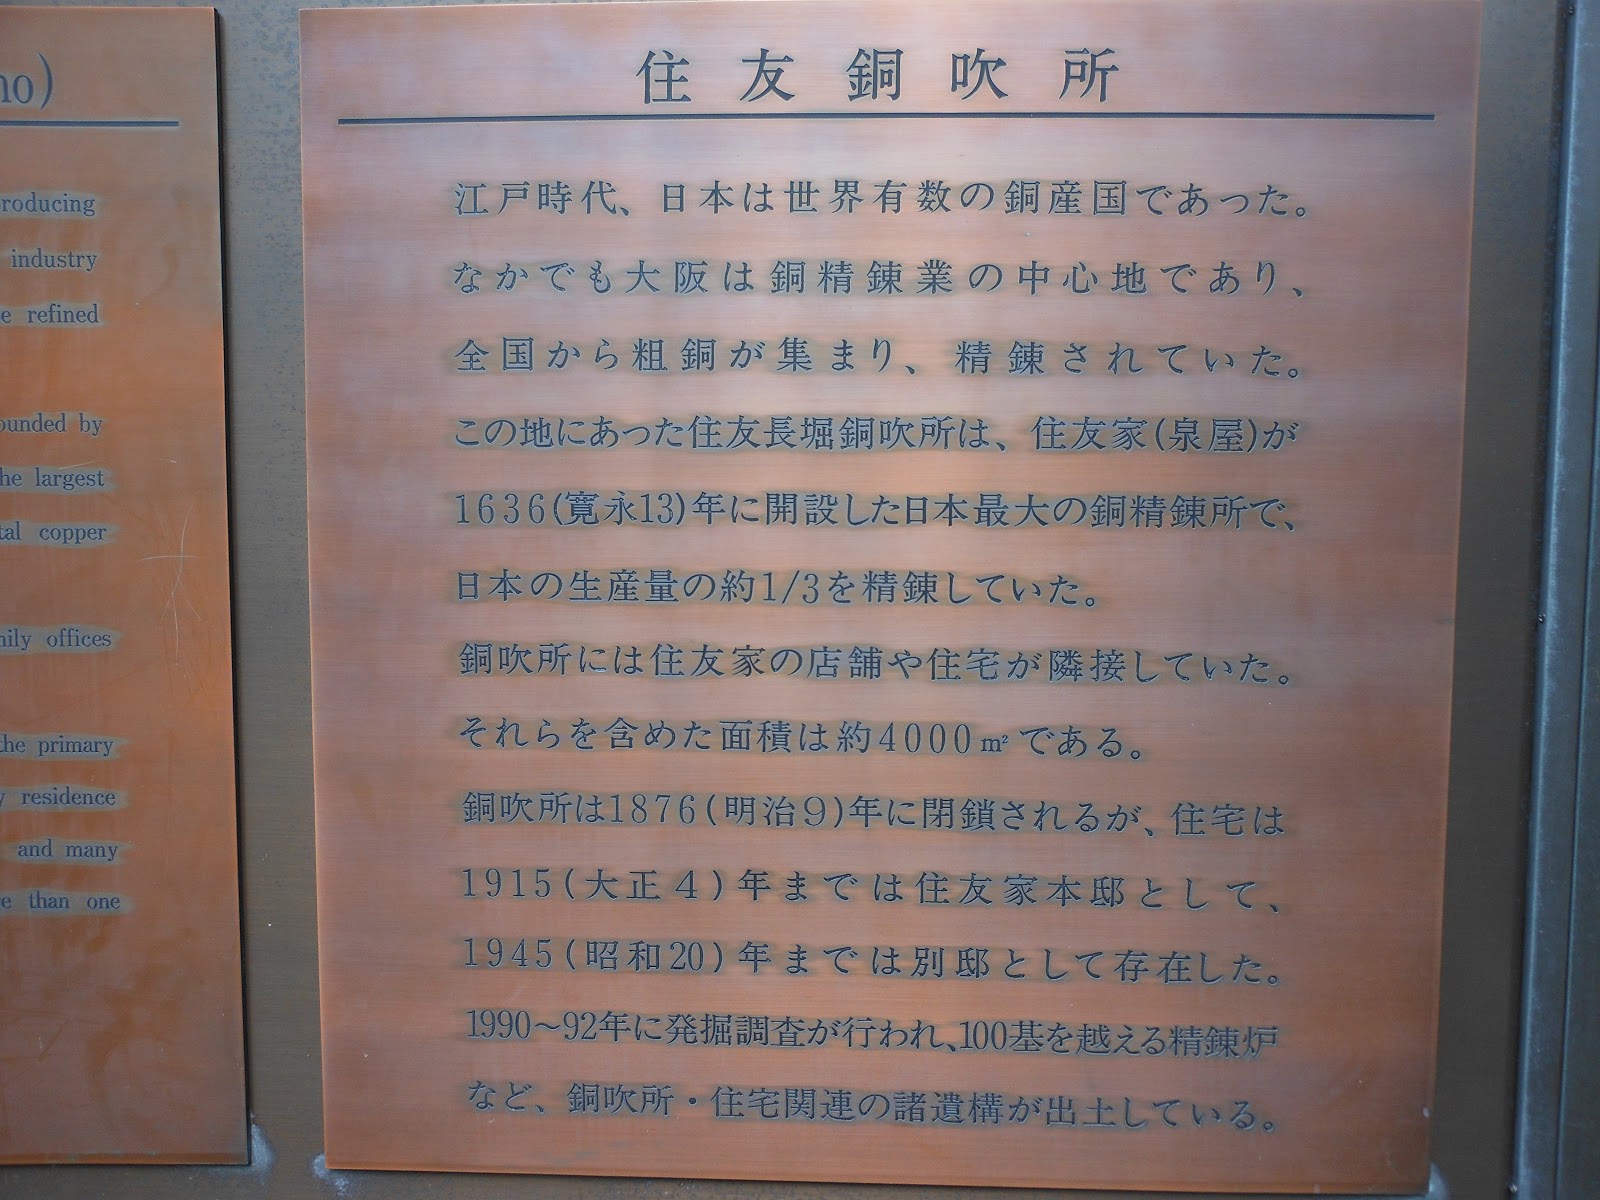 no)
roducing
industry
refined
ounded by
he largest
tal copper
offices
the primary
residence
and many
than one
住友銅吹所
江戸時代、日本は世界有数の銅産国であった。
なかでも大阪は銅精錬業の中心地であり、
全国から粗銅が集まり、精錬されていた。
この地にあった住友長堀銅吹所は、住友家(泉屋)が
1636(寛永13)年に開設した日本最大の銅精錬所で、
日本の生産量の約1/3を精錬していた。
銅吹所には住友家の店舗や住宅が隣接していた。
それらを含めた面積は約4000㎡である。
銅吹所は1876(明治9)年に閉鎖されるが、住宅は
1915(大正4)年までは住友家本邸として、
1945(昭和20)年までは別邸として存在した。
1990～92年に発掘調査が行われ、100基を越える精錬炉
など、銅吹所・住宅関連の諸遺構が出土している。